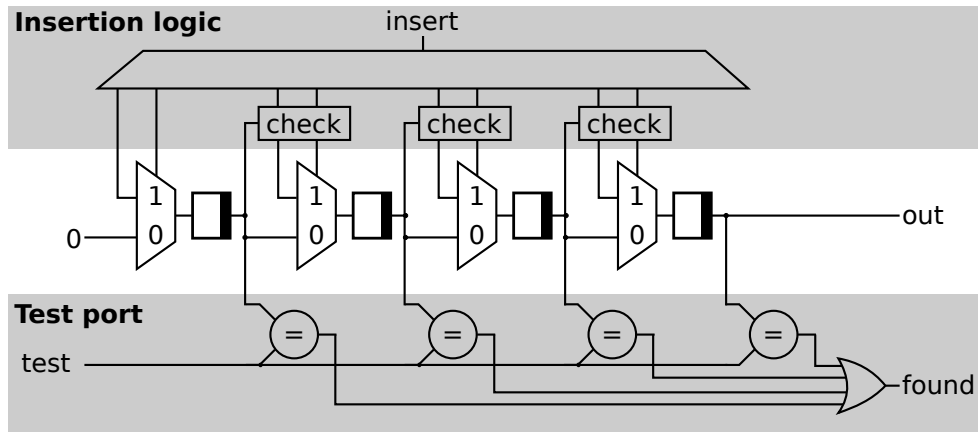 Insertion logic
insert
check
check
check
1
1
1
1
0
0
0
0
0
out
Test port
=
=
=
=
test
found